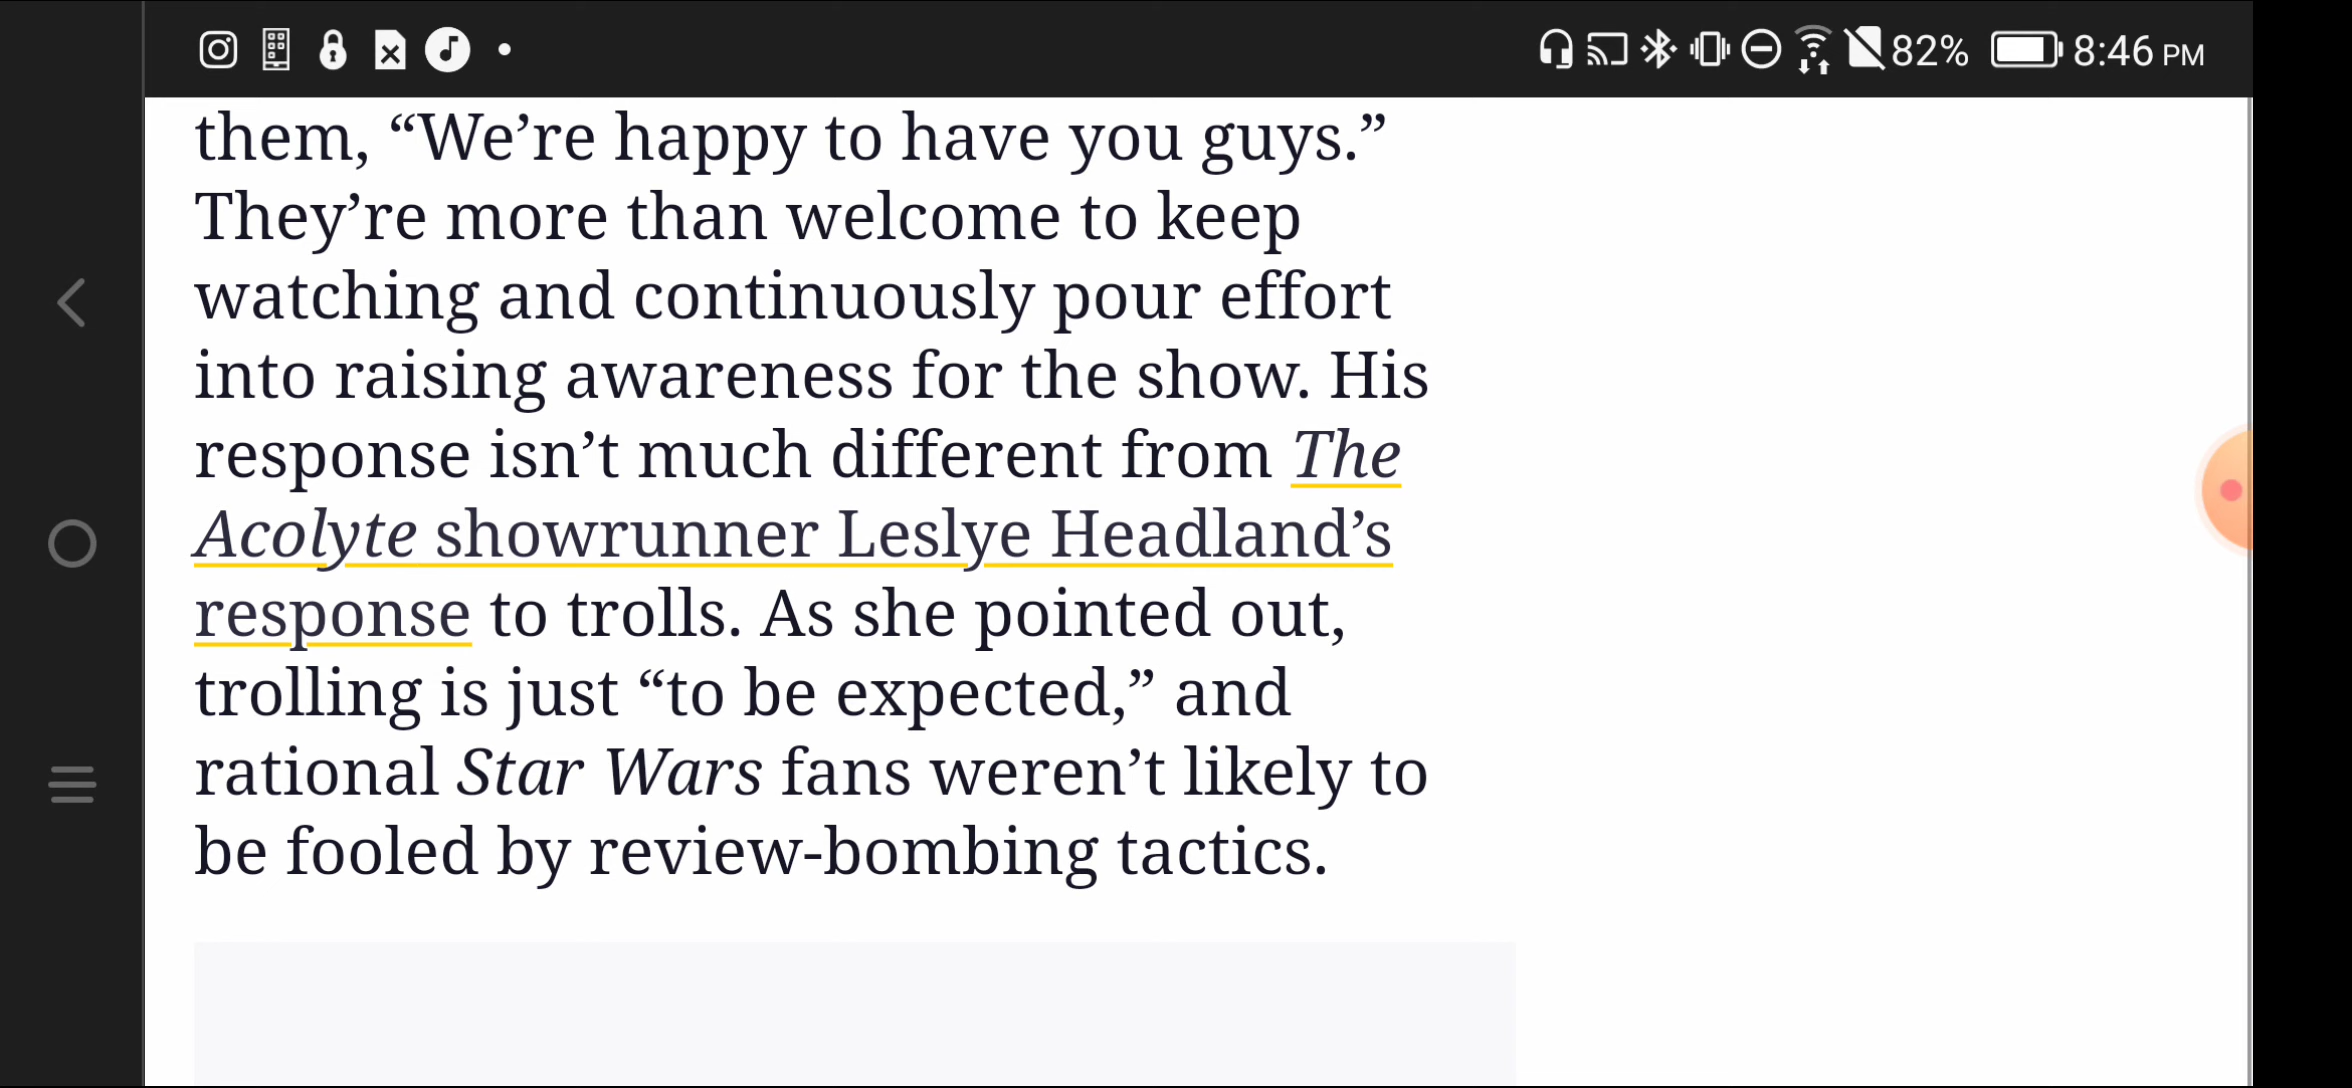 82% 8:46 PM
them, “We’re happy to have you guys.”
They’re more than welcome to keep
watching and continuously pour effort
into raising awareness for the show. His
response isn’t much different from The
Acolyte showrunner Leslye Headland’s
response to trolls. As she pointed out,
trolling is just “to be expected,” and
rational Star Wars fans weren’t likely to
be fooled by review-bombing tactics.